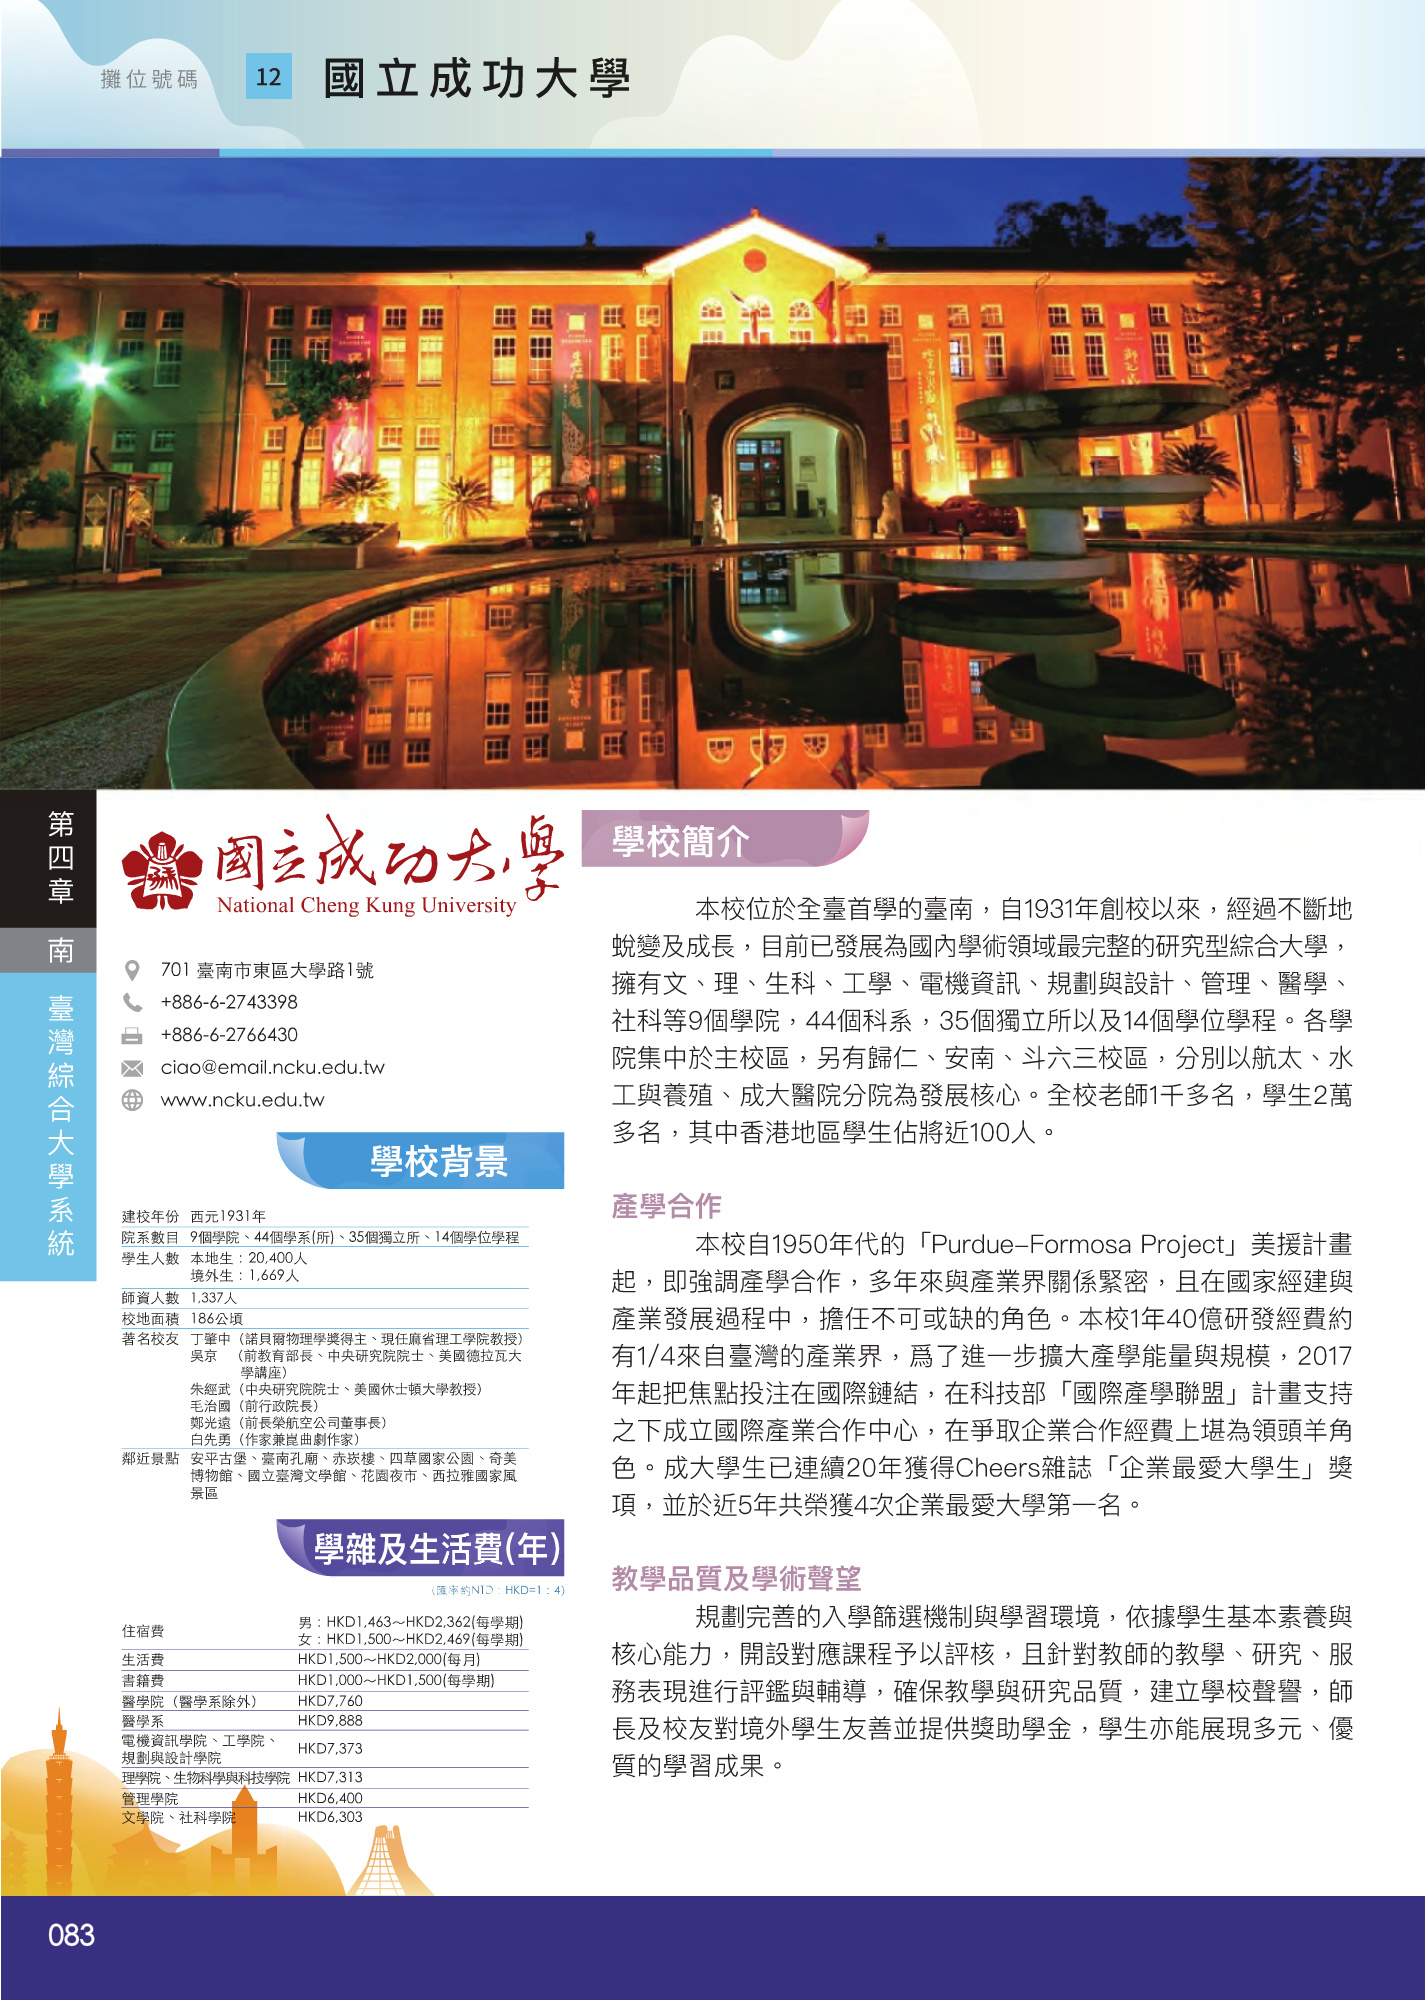 攤位號碼 12 國立成功大學
第四章
南
臺灣綜合大學系統
國立成功大學
National Cheng Kung University
701 臺南市東區大學路1號
+886-6-2743398
+886-6-2766430
ciao@email.ncku.edu.tw
www.ncku.edu.tw
學校背景
建校年份 西元1931年
院系數目 9個學院、44個學系(所)、35個獨立所、14個學位學程
學生人數 本地生：20,400人
境外生：1,669人
師資人數 1,337人
校地面積 186公頃
著名校友 丁肇中（諾貝爾物理學獎得主、現任麻省理工學院教授）
吳京 （前教育部長、中央研究院院士、美國德拉瓦大
學講座）
朱經武（中央研究院院士、美國休士頓大學教授）
毛治國（前行政院長）
鄭光遠（前長榮航空公司董事長）
白先勇（作家兼崑曲劇作家）
鄰近景點 安平古堡、臺南孔廟、赤崁樓、四草國家公園、奇美
博物館、國立臺灣文學館、花園夜市、西拉雅國家風
景區
學雜及生活費(年)
（匯率約NTD：HKD=1：4）
住宿費 男：HKD1,463～HKD2,362(每學期)
女：HKD1,500～HKD2,469(每學期)
生活費 HKD1,500～HKD2,000(每月)
書籍費 HKD1,000～HKD1,500(每學期)
醫學院（醫學系除外） HKD7,760
醫學系 HKD9,888
電機資訊學院、工學院、
規劃與設計學院 HKD7,373
理學院、生物科學與科技學院 HKD7,313
管理學院 HKD6,400
文學院、社科學院 HKD6,303
學校簡介
本校位於全臺首學的臺南，自1931年創校以來，經過不斷地
蛻變及成長，目前已發展為國內學術領域最完整的研究型綜合大學，
擁有文、理、生科、工學、電機資訊、規劃與設計、管理、醫學、
社科等9個學院，44個科系，35個獨立所以及14個學位學程。各學
院集中於主校區，另有歸仁、安南、斗六三校區，分別以航太、水
工與養殖、成大醫院分院為發展核心。全校老師1千多名，學生2萬
多名，其中香港地區學生佔將近100人。
產學合作
本校自1950年代的「Purdue–Formosa Project」美援計畫
起，即強調產學合作，多年來與產業界關係緊密，且在國家經建與
產業發展過程中，擔任不可或缺的角色。本校1年40億研發經費約
有1/4來自臺灣的產業界，爲了進一步擴大產學能量與規模，2017
年起把焦點投注在國際鏈結，在科技部「國際產學聯盟」計畫支持
之下成立國際產業合作中心，在爭取企業合作經費上堪為領頭羊角
色。成大學生已連續20年獲得Cheers雜誌「企業最愛大學生」獎
項，並於近5年共榮獲4次企業最愛大學第一名。
教學品質及學術聲望
規劃完善的入學篩選機制與學習環境，依據學生基本素養與
核心能力，開設對應課程予以評核，且針對教師的教學、研究、服
務表現進行評鑑與輔導，確保教學與研究品質，建立學校聲譽，師
長及校友對境外學生友善並提供獎助學金，學生亦能展現多元、優
質的學習成果。
083